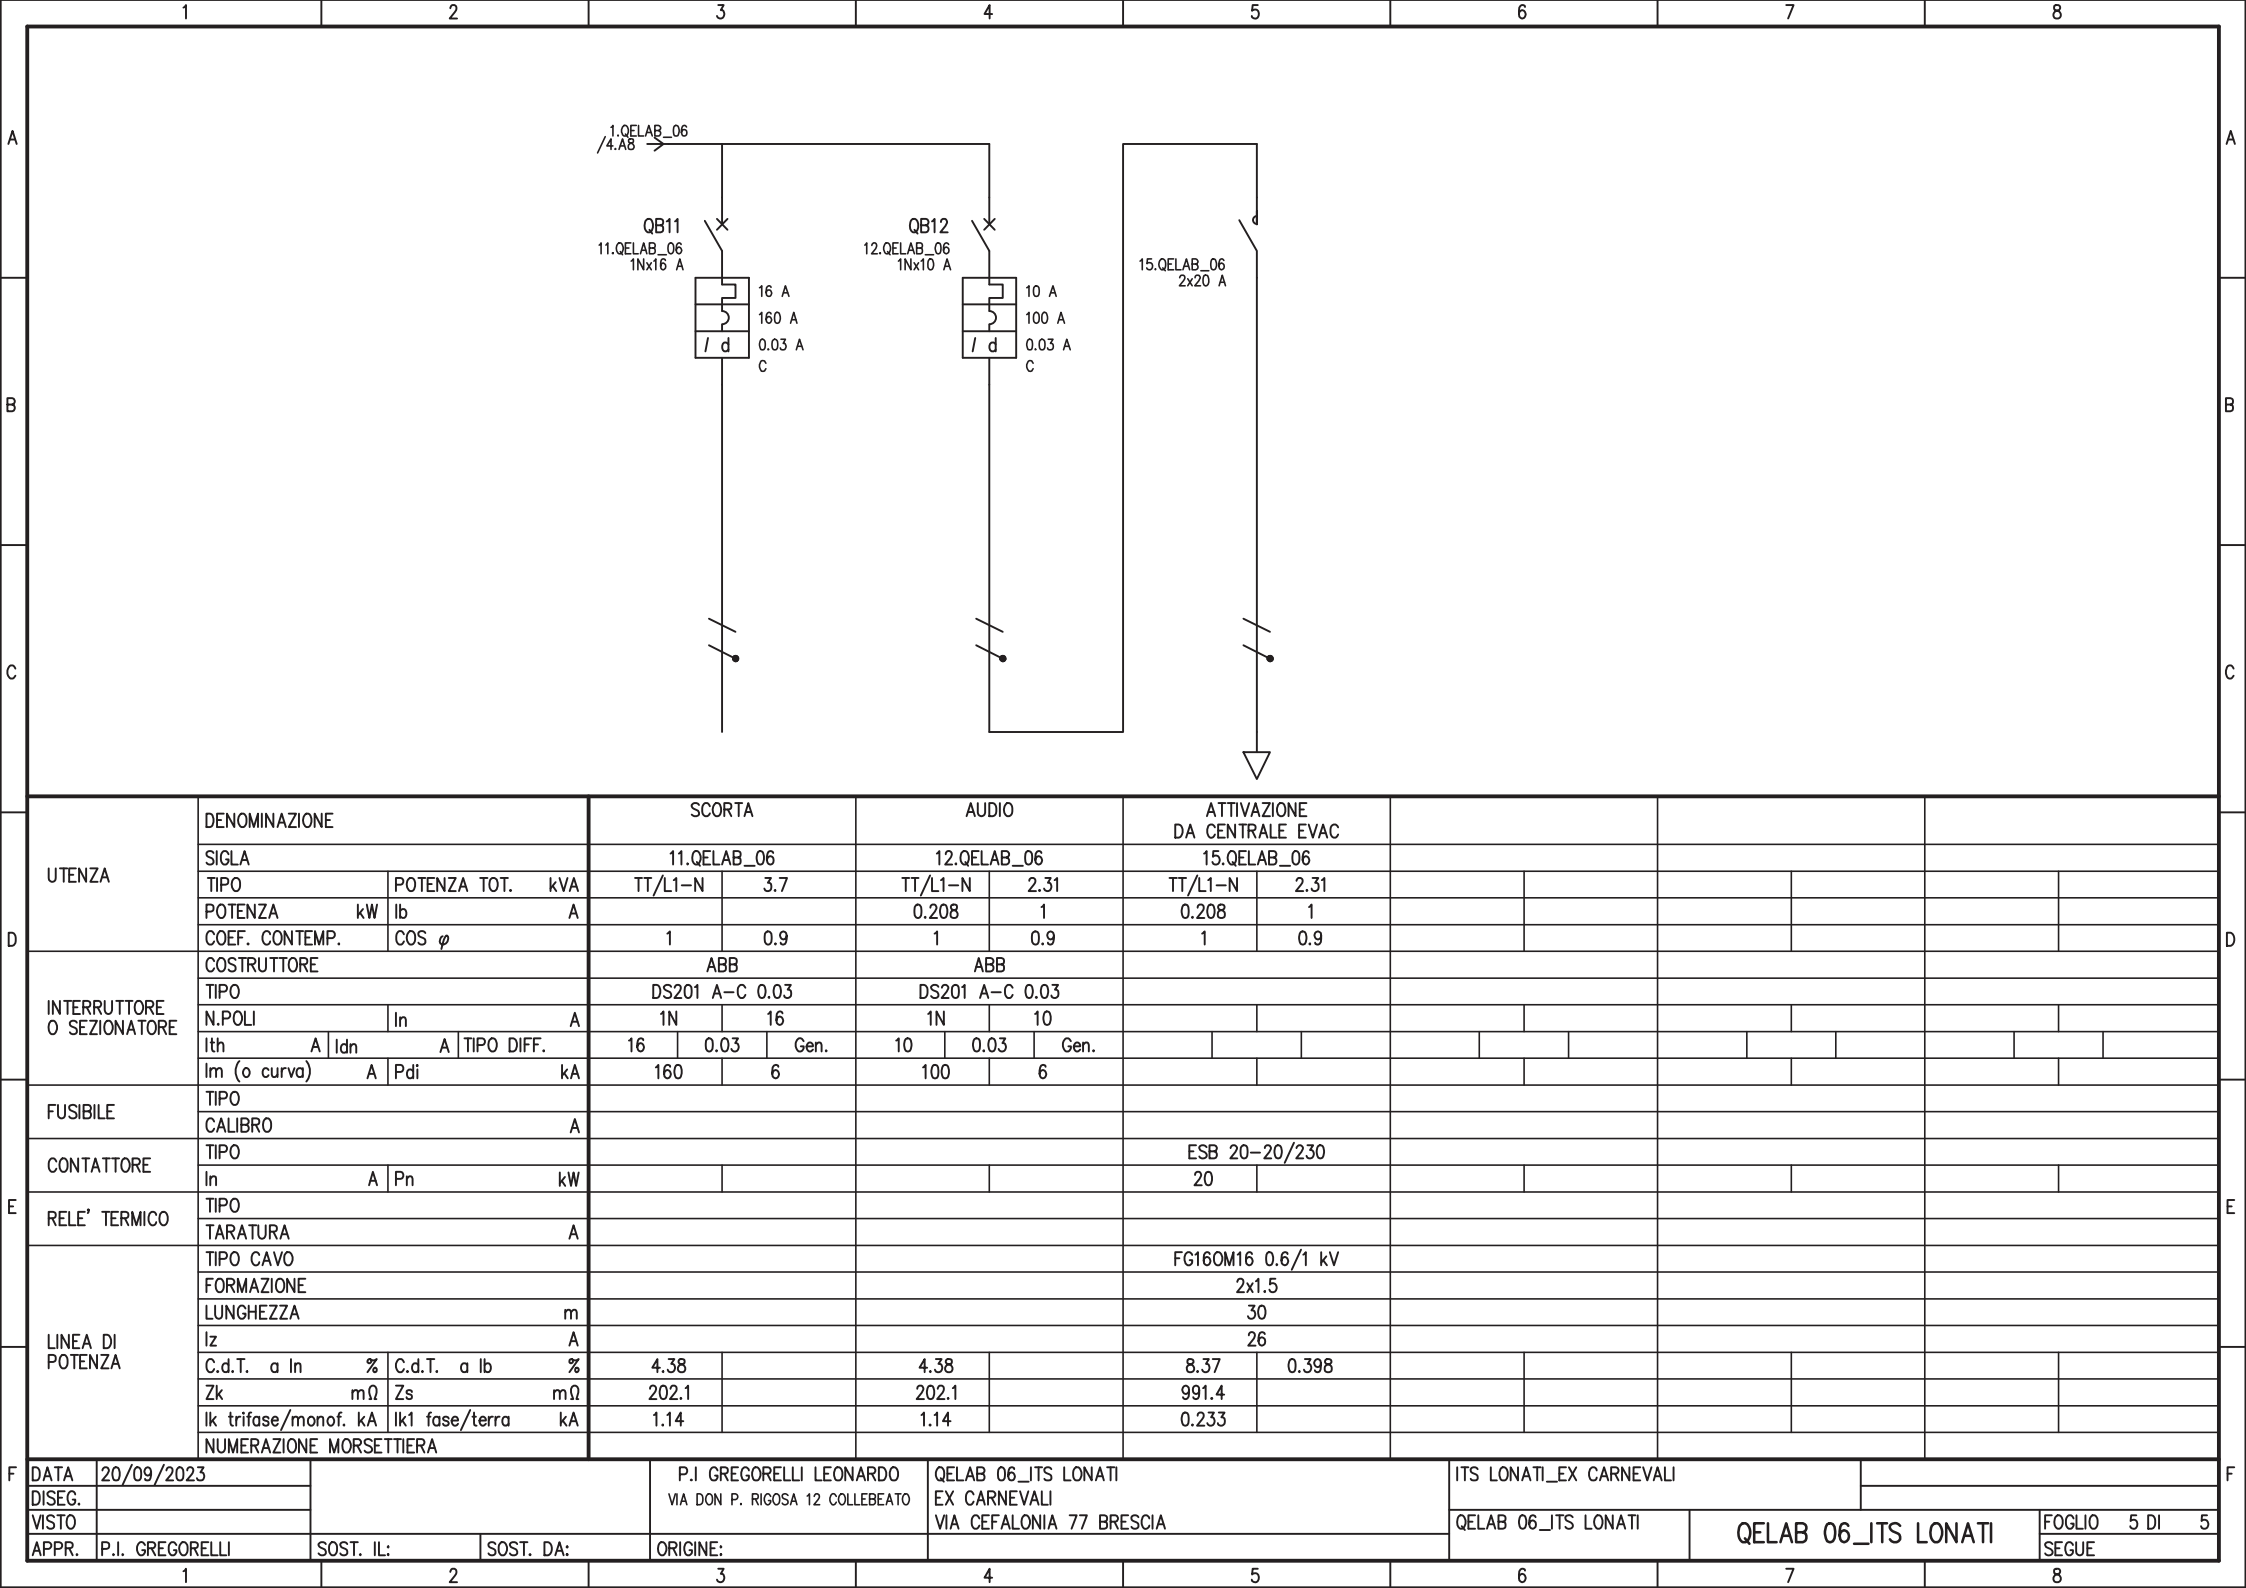 1 2 3 4 5 6 7 8
A A
1.QELAB_06
/4.A8
QB11
11.QELAB_06
1Nx16 A
16 A
160 A
I d 0.03 A
C
QB12
12.QELAB_06
1Nx10 A
10 A
100 A
I d 0.03 A
C
15.QELAB_06
2x20 A
B B
C C
D D
E E
F F
UTENZA
DENOMINAZIONE SCORTA AUDIO ATTIVAZIONE
DA CENTRALE EVAC
SIGLA 11.QELAB_06 12.QELAB_06 15.QELAB_06
TIPO POTENZA TOT. kVA TT/L1-N 3.7 TT/L1-N 2.31 TT/L1-N 2.31
POTENZA kW Ib A 0.208 1 0.208 1
COEF. CONTEMP. COS φ 1 0.9 1 0.9 1 0.9
INTERRUTTORE
O SEZIONATORE
COSTRUTTORE ABB ABB
TIPO DS201 A-C 0.03 DS201 A-C 0.03
N.POLI In A 1N 16 1N 10
Ith A Idn A TIPO DIFF. 16 0.03 Gen. 10 0.03 Gen.
Im (o curva) A Pdi kA 160 6 100 6
FUSIBILE
TIPO
CALIBRO A
CONTATTORE
TIPO ESB 20-20/230
In A Pn kW 20
RELE' TERMICO
TIPO
TARATURA A
LINEA DI
POTENZA
TIPO CAVO FG16OM16 0.6/1 kV
FORMAZIONE 2x1.5
LUNGHEZZA m 30
Iz A 26
C.d.T. a In % C.d.T. a Ib % 4.38 4.38 8.37 0.398
Zk mΩ Zs mΩ 202.1 202.1 991.4
Ik trifase/monof. kA Ik1 fase/terra kA 1.14 1.14 0.233
NUMERAZIONE MORSETTIERA
DATA 20/09/2023
DISEG.
VISTO
APPR. P.I. GREGORELLI SOST. IL: SOST. DA: ORIGINE:
P.I GREGORELLI LEONARDO
VIA DON P. RIGOSA 12 COLLEBEATO
QELAB 06_ITS LONATI
EX CARNEVALI
VIA CEFALONIA 77 BRESCIA
ITS LONATI_EX CARNEVALI
QELAB 06_ITS LONATI
QELAB 06_ITS LONATI
FOGLIO 5 DI 5
SEGUE
1 2 3 4 5 6 7 8